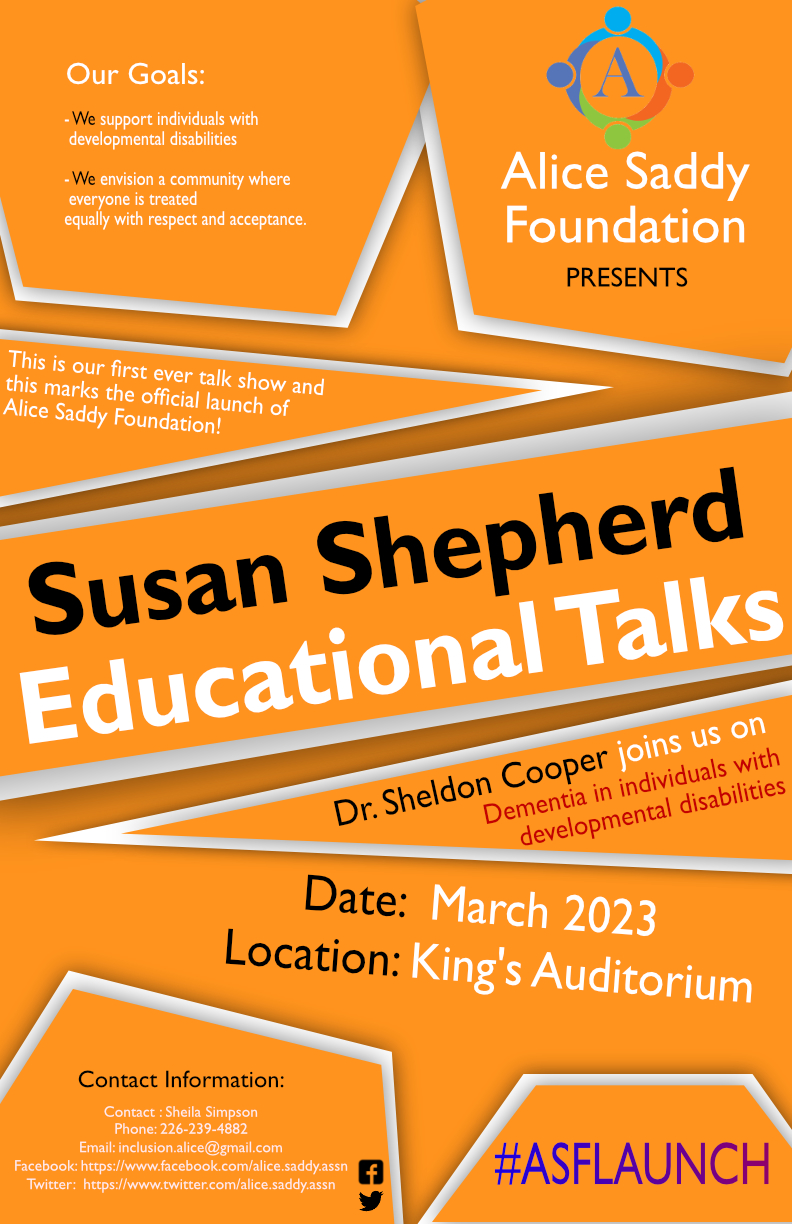 Our Goals:
- We support individuals with
developmental disabilities
- We envision a community where
everyone is treated
equally with respect and acceptance.
A
Alice Saddy
Foundation
PRESENTS
This is our first ever talk show and
this marks the official launch of
Alice Saddy Foundation!
Susan Shepherd
Educational Talks
Dr. Sheldon Cooper joins us on
Dementia in individuals with
developmental disabilities
Date: March 2023
Location: King's Auditorium
Contact Information:
Contact : Sheila Simpson
Phone: 226-239-4882
Email: inclusion.alice@gmail.com
Facebook: https://www.facebook.com/alice.saddy.assn
Twitter: https://www.twitter.com/alice.saddy.assn
#ASFLAUNCH